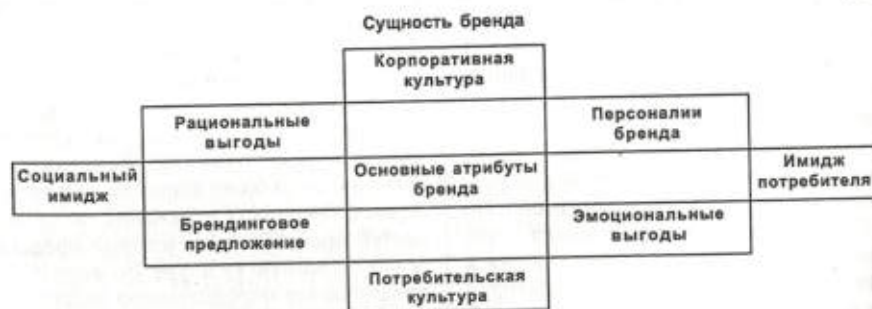 Сущность бренда
Корпоративная
культура
Рациональные
выгоды
Персоналии
бренда
Социальный
имидж
Основные атрибуты
бренда
Имидж
потребителя
Брендинговое
предложение
Эмоциональные
выгоды
Потребительская
культура